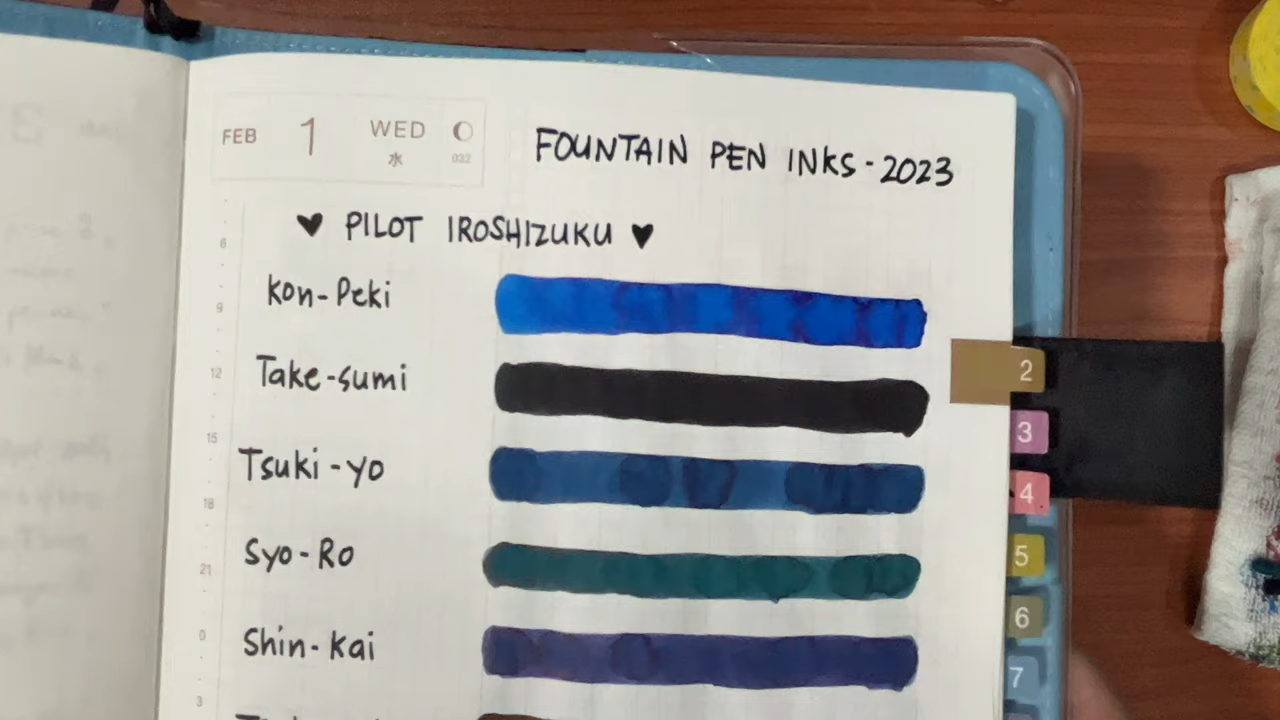 FEB 1 WED 水 032
FOUNTAIN PEN INKS - 2023
♥ PILOT IROSHIZUKU ♥
6
Kon-Peki
9
Take-sumi
12
Tsuki-yo
15
18
Syo-Ro
21
Shin-Kai
0
3
2
3
4
5
6
7